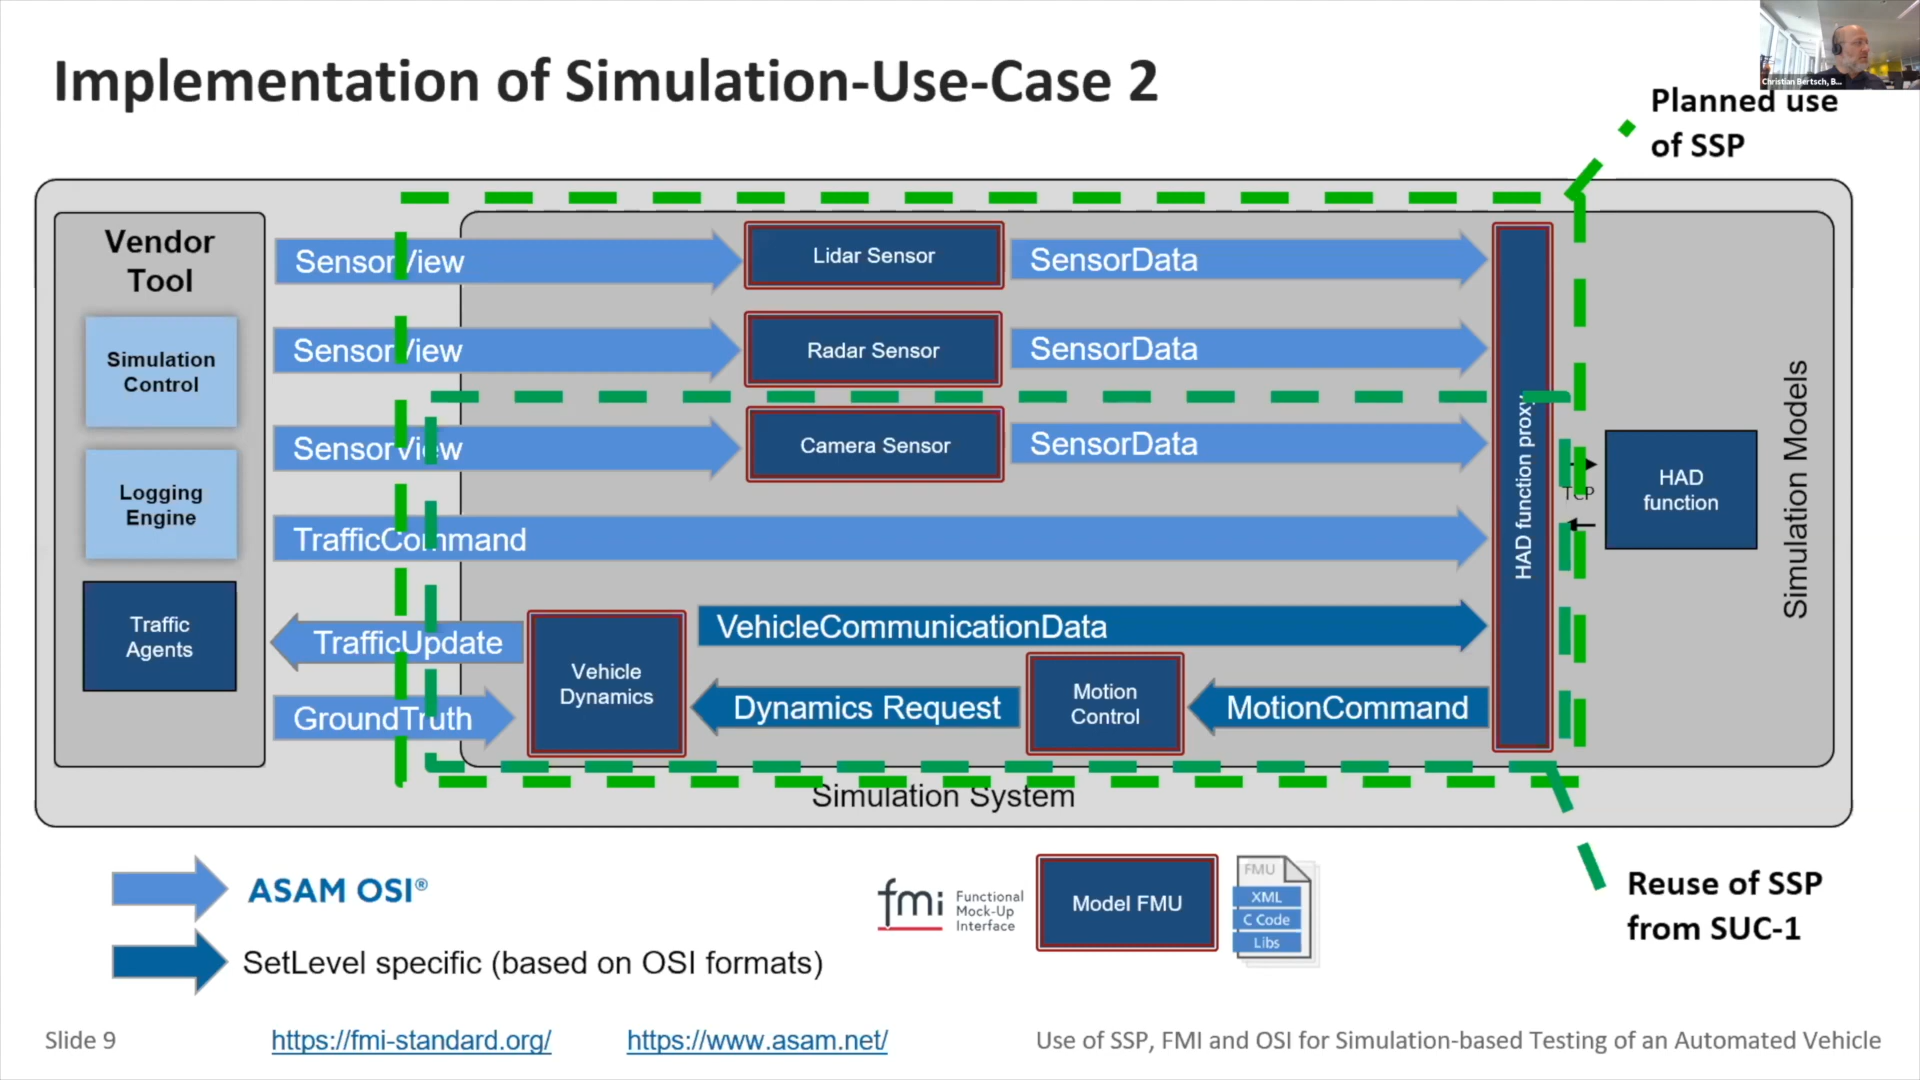 Implementation of Simulation-Use-Case 2
Christian Bertsch, B...
Planned use
of SSP
Vendor
Tool
Simulation
Control
Logging
Engine
Traffic
Agents
SensorView
Lidar Sensor
SensorData
SensorView
Radar Sensor
SensorData
SensorView
Camera Sensor
SensorData
TrafficCommand
TrafficUpdate
GroundTruth
Vehicle
Dynamics
VehicleCommunicationData
Dynamics Request
Motion
Control
MotionCommand
HAD function proxy
TCP
HAD
function
Simulation Models
Simulation System
ASAM OSI®
SetLevel specific (based on OSI formats)
fmi
Functional
Mock-Up
Interface
Model FMU
FMU
XML
C Code
Libs
Reuse of SSP
from SUC-1
Slide 9
https://fmi-standard.org/
https://www.asam.net/
Use of SSP, FMI and OSI for Simulation-based Testing of an Automated Vehicle